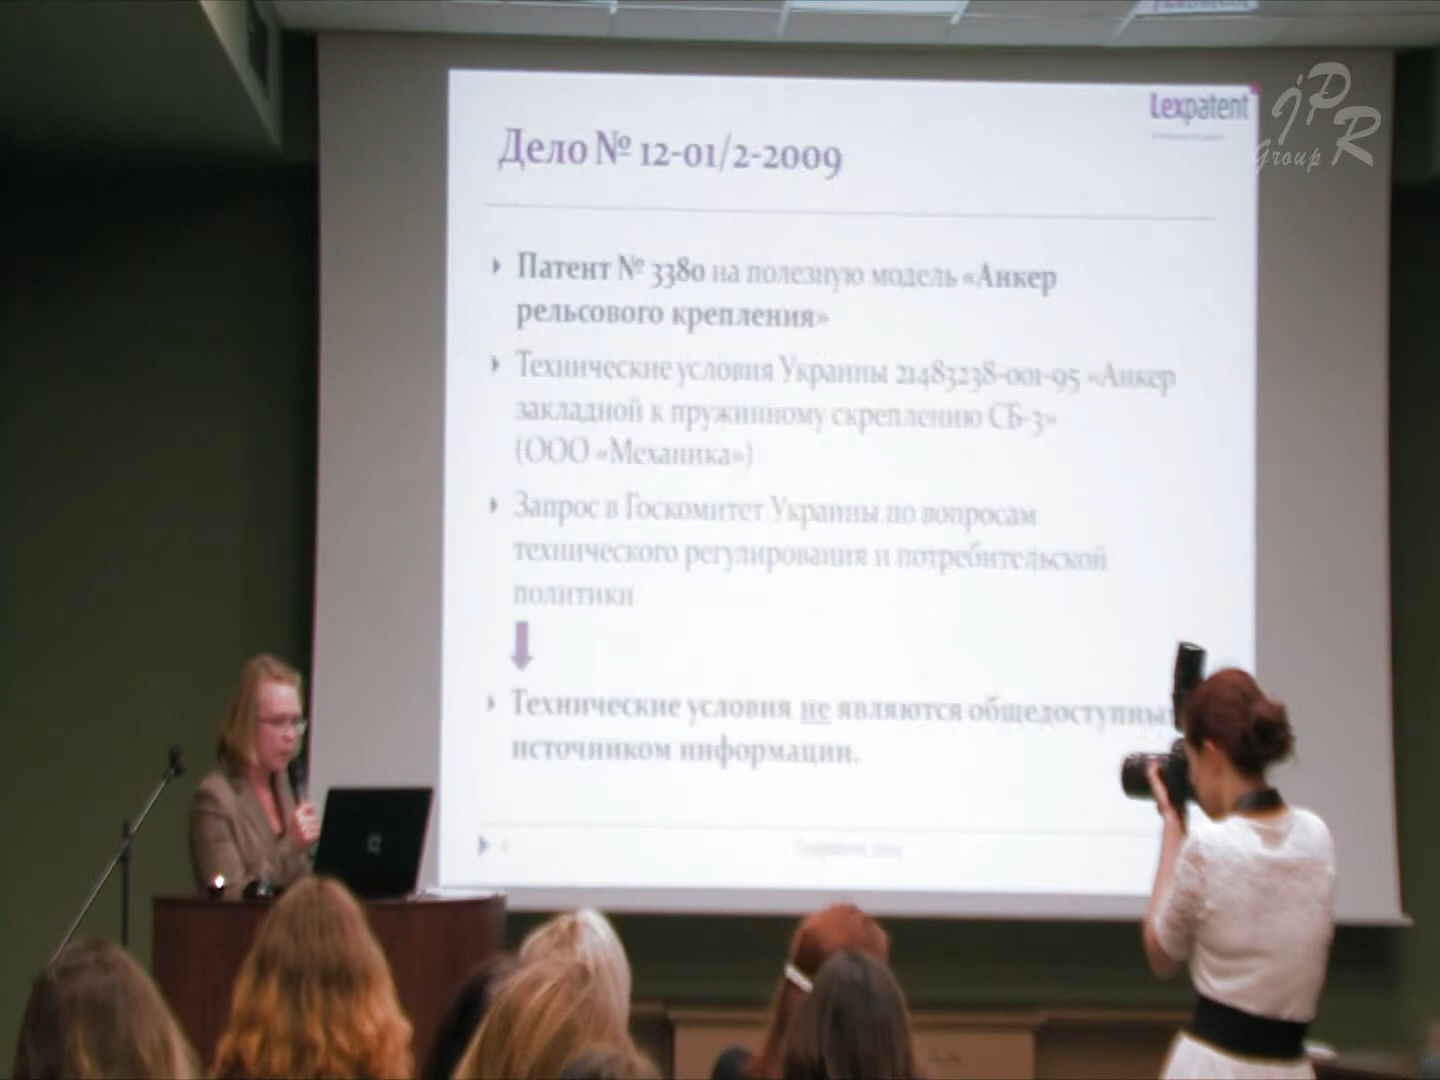 Lexpatent
jPR
Group
Дело № 12-01/2-2009
Патент № 3380 на полезную модель «Анкер
рельсового крепления»
Технические условия Украины 21483238-001-95 «Анкер
закладной к пружинному скреплению СБ-3»
(ООО «Механика»)
Запрос в Госкомитет Украины по вопросам
технического регулирования и потребительской
политики
Технические условия не являются общедоступным
источником информации.